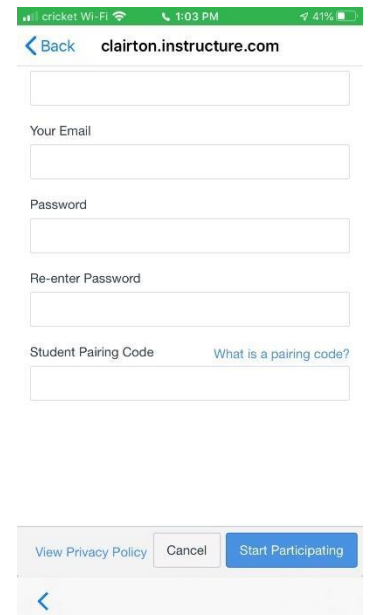 cricket Wi-Fi 1:03 PM 41%
Back clairton.instructure.com
Your Email
Password
Re-enter Password
Student Pairing Code What is a pairing code?
View Privacy Policy Cancel Start Participating